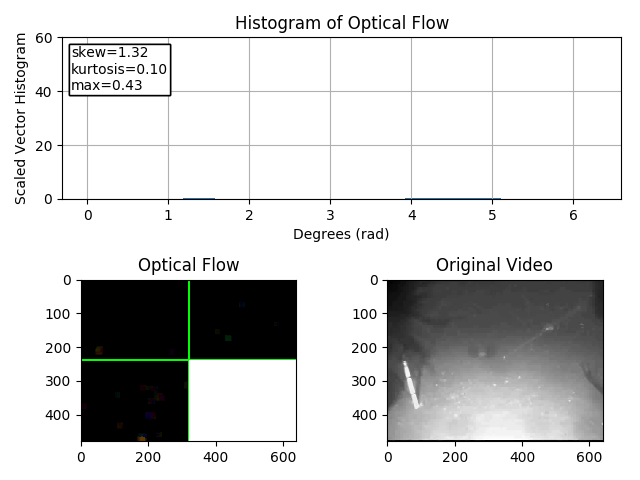 Histogram of Optical Flow
skew=1.32
kurtosis=0.10
max=0.43
Scaled Vector Histogram
60
40
20
0
0 1 2 3 4 5 6
Degrees (rad)
Optical Flow
0
100
200
300
400
0 200 400 600
Original Video
0
100
200
300
400
0 200 400 600